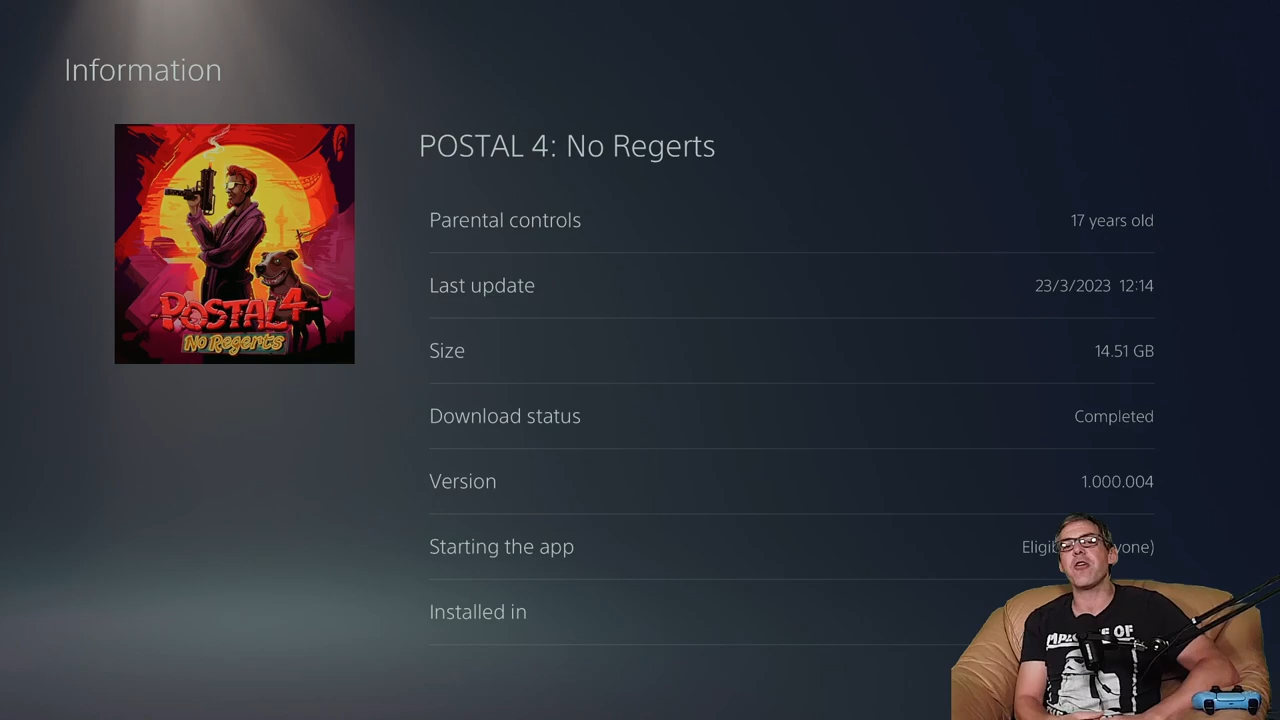 Information
POSTAL 4: No Regerts
POSTAL 4
No Regerts
Parental controls 17 years old
Last update 23/3/2023 12:14
Size 14.51 GB
Download status Completed
Version 1.000.004
Starting the app
Installed in
OF